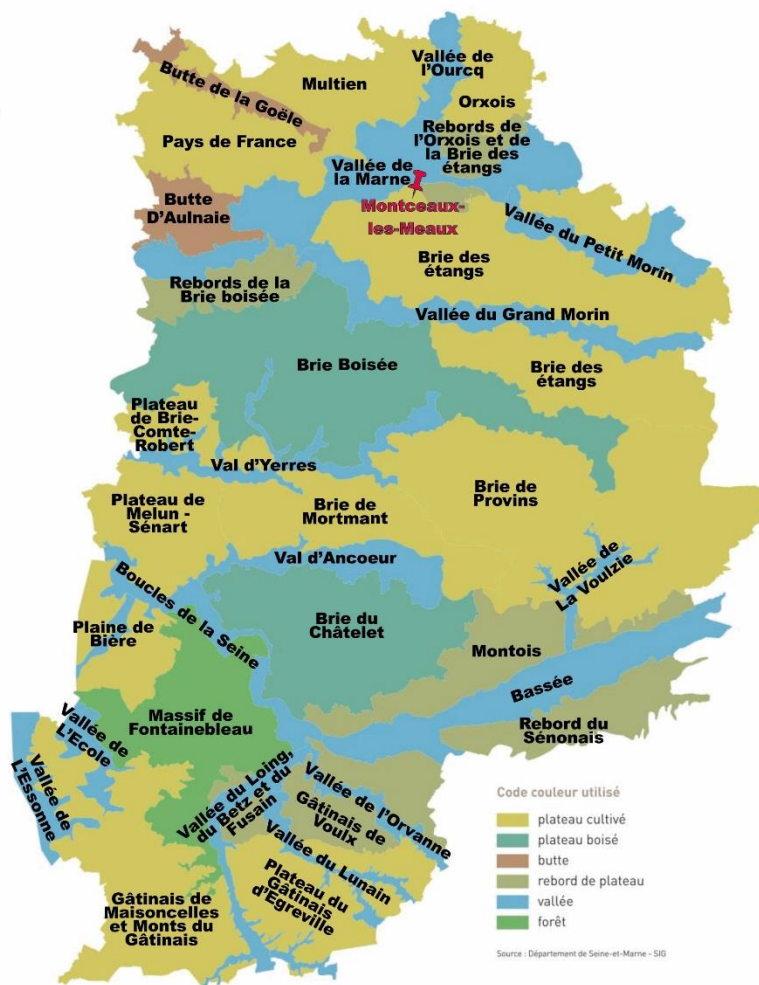 Vallée de
l'Ourcq
Multien
Butte de la Goële
Orxois
Pays de France
Rebords de
l'Orxois et de
la Brie des
étangs
Vallée de
la Marne
Montceaux-
les-Meaux
Butte
D'Aulnaie
Vallée du Petit Morin
Brie des
étangs
Rebords de la
Brie boisée
Vallée du Grand Morin
Brie Boisée
Brie des
étangs
Plateau
de Brie-
Comte-
Robert
Val d'Yerres
Brie de
Provins
Plateau de
Melun -
Sénart
Brie de
Mortmant
Val d'Ancoeur
Vallée de
La Voulzie
Boucles de la Seine
Plaine de
Bière
Brie du
Châtelet
Montois
Bassée
Massif de
Fontainebleau
Rebord du
Sénonais
Vallée de
L'Ecole
Vallée de
L'Essonne
Vallée du Loing,
du Betz et du
Fusain
Vallée de l'Orvanne
Gâtinais de
Voulx
Vallée du Lunain
Plateau du
Gâtinais
d'Egreville
Gâtinais de
Maisoncelles
et Monts du
Gâtinais
Code couleur utilisé
plateau cultivé
plateau boisé
butte
rebord de plateau
vallée
forêt
Source : Département de Seine-et-Marne - SIG